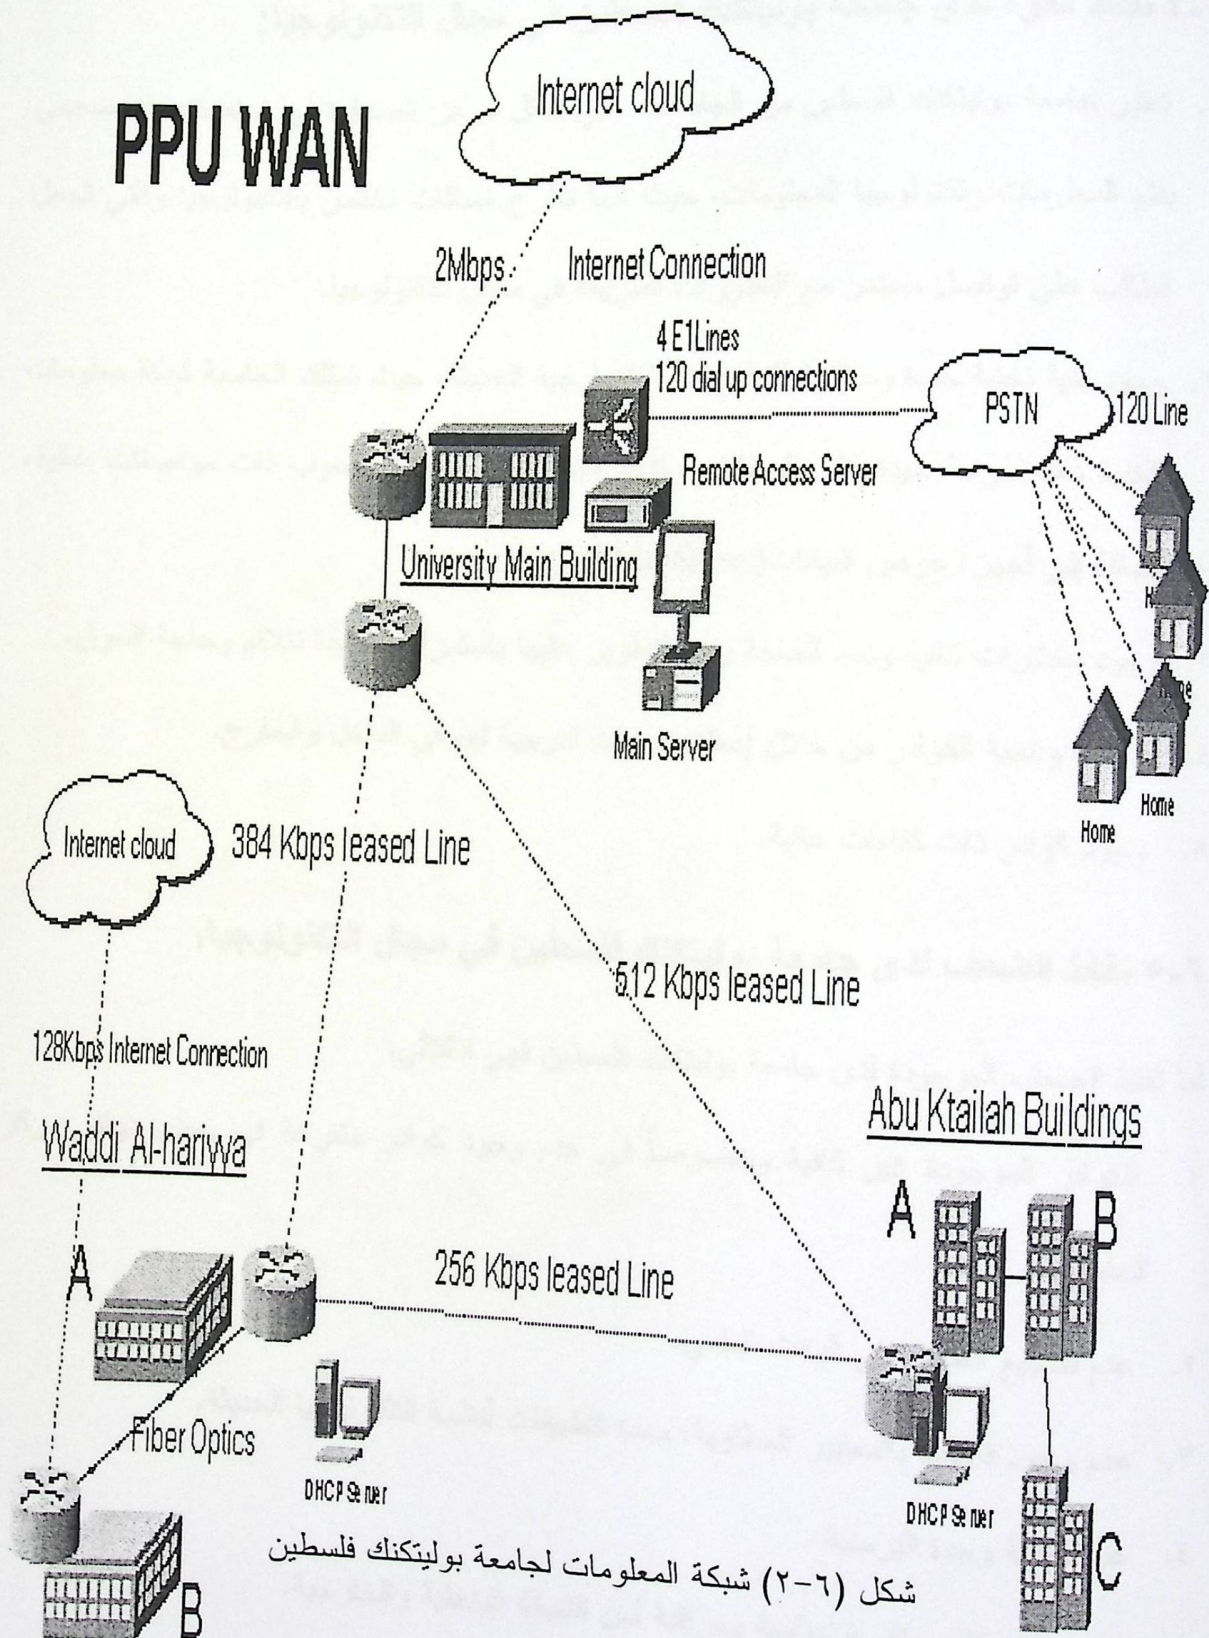 Internet cloud
PPU WAN
2Mbps
Internet Connection
4 E1Lines
120 dial up connections
PSTN
120 Line
Remote Access Server
University Main Building
Main Server
Home
Home
Internet cloud
384 Kbps leased Line
512 Kbps leased Line
128Kbps Internet Connection
Waddi Al-hariyya
Abu Ktailah Buildings
A
B
A
256 Kbps leased Line
Fiber Optics
DHCP Server
DHCP Server
C
B
شكل (٦-٢) شبكة المعلومات لجامعة بوليتكنك فلسطين